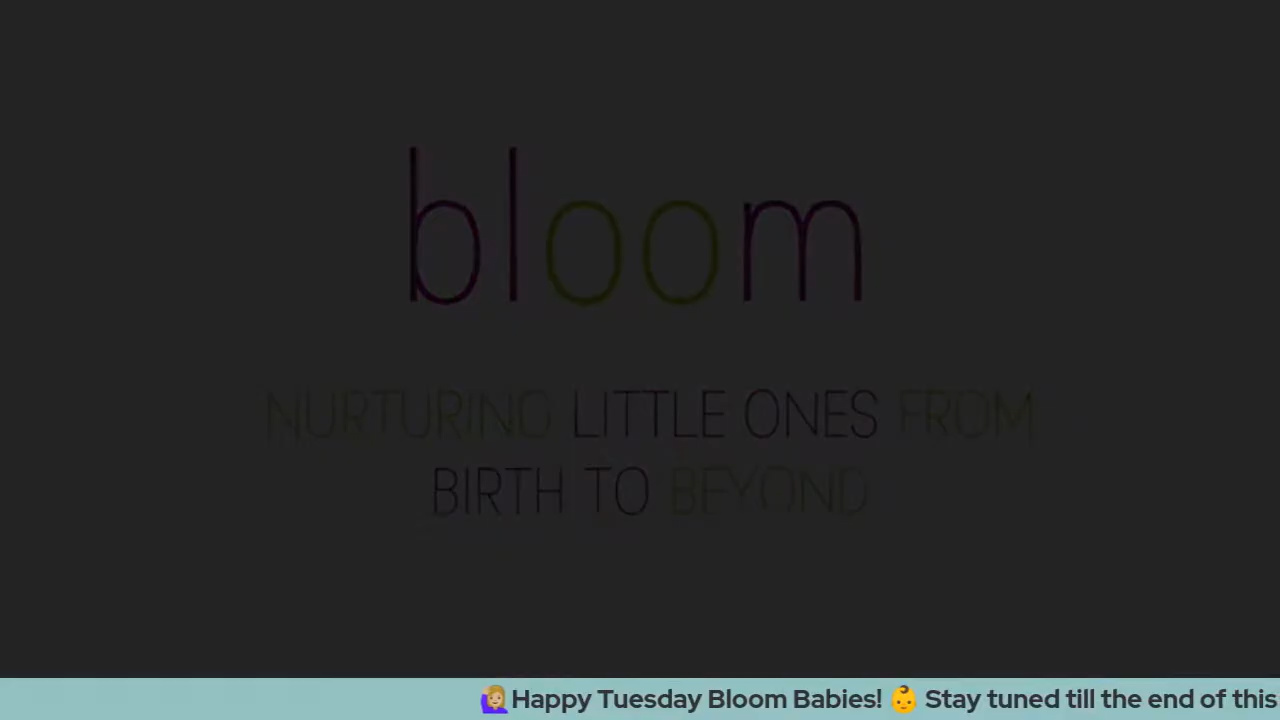 bloom
NURTURING LITTLE ONES FROM
BIRTH TO BEYOND
🙋🏼‍♀️Happy Tuesday Bloom Babies! 👶 Stay tuned till the end of this